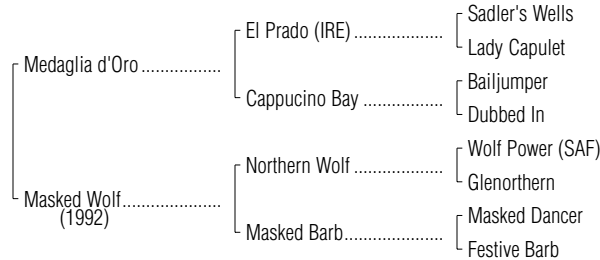 Sadler's Wells
El Prado (IRE) ....................
Lady Capulet
Medaglia d'Oro ..................
Bailjumper
Cappucino Bay ..................
Dubbed In
Wolf Power (SAF)
Northern Wolf ....................
Glenorthern
Masked Wolf......................
(1992)
Masked Dancer
Masked Barb......................
Festive Barb